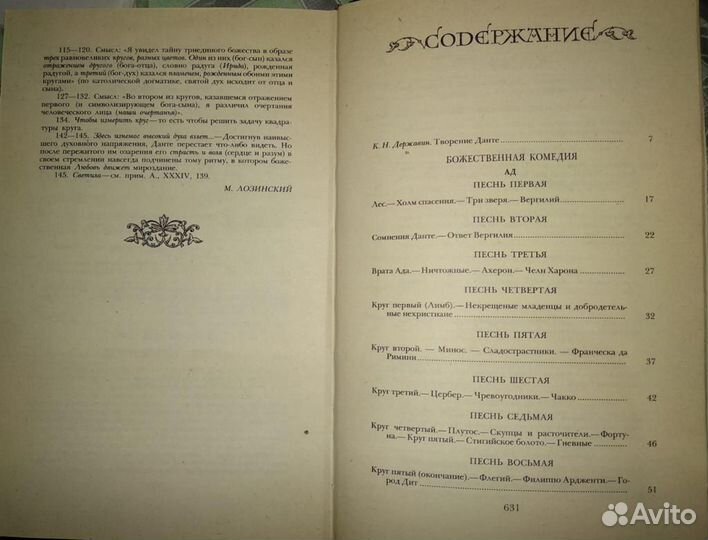 115—120. Смысл: «Я увидел тайну триединого божества в образе
трех равновеликих кругов, разных цветов. Один из них (бог-сын) казался
отражением другого (бога-отца), словно радуга (Ирида), рожденная
радугой, а третий (бог-дух) казался пламенем, рожденным обоими этими
кругами» (по католической догматике, святой дух исходит от отца и
сына).
127—132. Смысл: «Во втором из кругов, казавшемся отражением
первого (и символизирующем бога-сына), я различил очертания
человеческого лица (наши очертанья)».
134. Чтобы измерить круг— то есть чтобы решить задачу квадра-
туры круга.
142—145. Здесь изнемог высокий духа взлет...—Достигнув наивыс-
шего духовного напряжения, Данте перестает что-либо видеть. Но
после пережитого им озарения его страсть и воля (сердце и разум) в
своем стремлении навсегда подчинены тому ритму, в котором боже-
ственная Любовь движет мироздание.
145. Светила—см. прим. А., XXXIV, 139.
М. ЛОЗИНСКИЙ
СОДЕРЖАНИЕ
К. Н. Державин. Творение Данте 7
БОЖЕСТВЕННАЯ КОМЕДИЯ
АД
ПЕСНЬ ПЕРВАЯ
Лес.—Холм спасения.—Три зверя.—Вергилий 17
ПЕСНЬ ВТОРАЯ
Сомнения Данте.—Ответ Вергилия 22
ПЕСНЬ ТРЕТЬЯ
Врата Ада.—Ничтожные.—Ахерон.—Челн Харона 27
ПЕСНЬ ЧЕТВЕРТАЯ
Круг первый (Лимб).—Некрещеные младенцы и добродетель-
ные нехристиане 32
ПЕСНЬ ПЯТАЯ
Круг второй. — Минос. — Сладострастники. — Франческа да
Римини 37
ПЕСНЬ ШЕСТАЯ
Круг третий.—Цербер.—Чревоугодники.—Чакко 42
ПЕСНЬ СЕДЬМАЯ
Круг четвертый.—Плутос.—Скупцы и расточители.—Форту-
на.—Круг пятый.—Стигийское болото.—Гневные 46
ПЕСНЬ ВОСЬМАЯ
Круг пятый (окончание).—Флегий.—Филиппо Ардженти.—Го-
род Дит 51
631
Avito